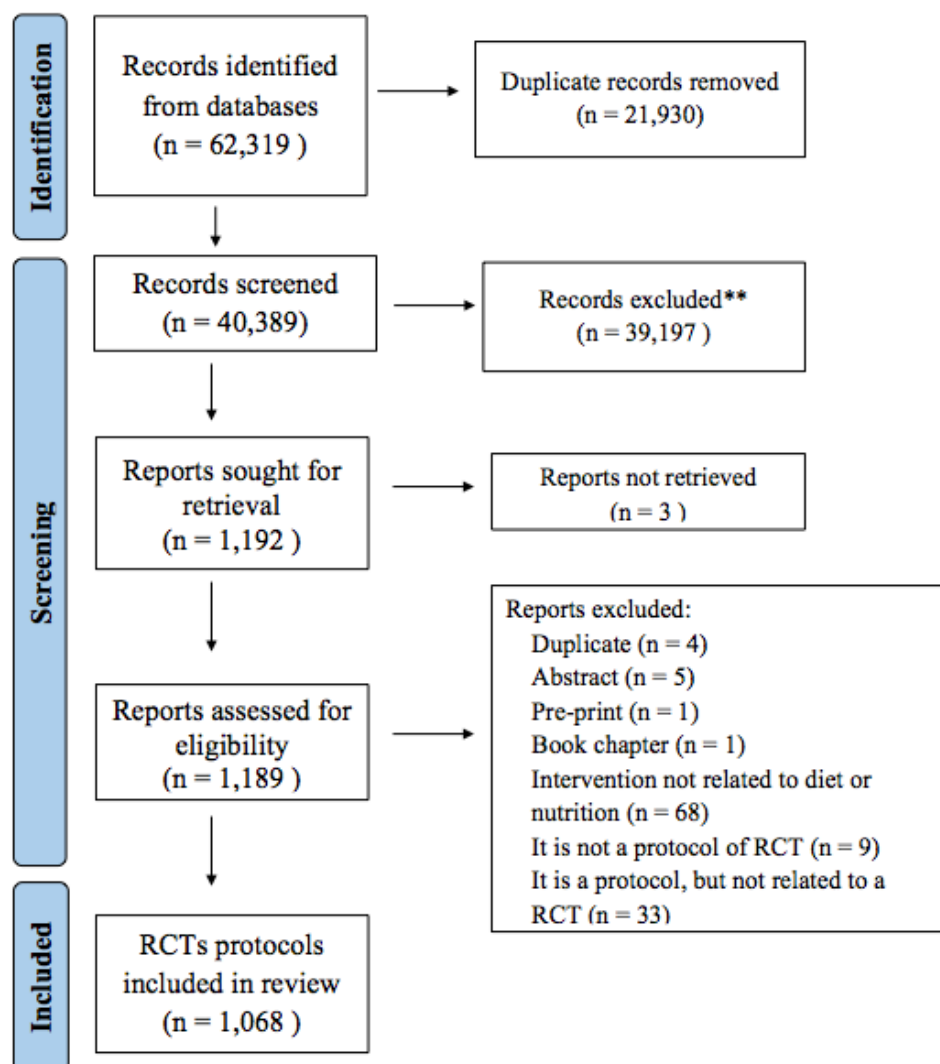 Identification
Records identified
from databases
(n = 62,319 )
Duplicate records removed
(n = 21,930)
Screening
Records screened
(n = 40,389)
Records excluded**
(n = 39,197 )
Reports sought for
retrieval
(n = 1,192 )
Reports not retrieved
(n = 3 )
Reports assessed for
eligibility
(n = 1,189 )
Reports excluded:
Duplicate (n = 4)
Abstract (n = 5)
Pre-print (n = 1)
Book chapter (n = 1)
Intervention not related to diet or
nutrition (n = 68)
It is not a protocol of RCT (n = 9)
It is a protocol, but not related to a
RCT (n = 33)
Included
RCTs protocols
included in review
(n = 1,068 )